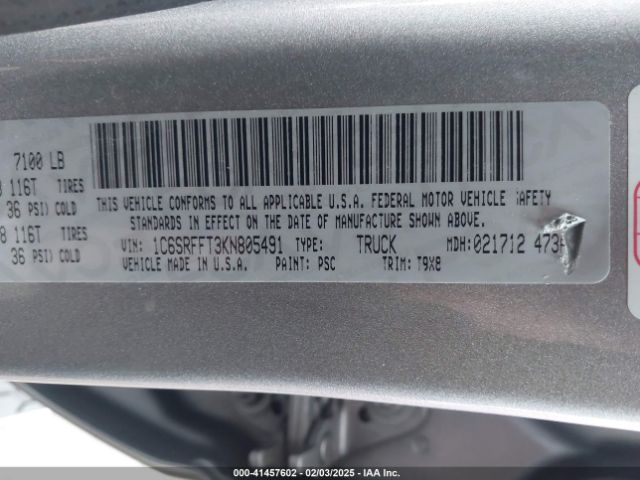 7100 LB
116T TIRES
36 PSI) COLD
8 116T TIRES
36 PSI) COLD
THIS VEHICLE CONFORMS TO ALL APPLICABLE U.S.A. FEDERAL MOTOR VEHICLE SAFETY
STANDARDS IN EFFECT ON THE DATE OF MANUFACTURE SHOWN ABOVE.
VIN: 1C6SRFFT3KN805491 TYPE: TRUCK MDH: 021712 473
VEHICLE MADE IN U.S.A. PAINT: PSC TRIM: T9X8
000-41457602 - 02/03/2025 - IAA Inc.